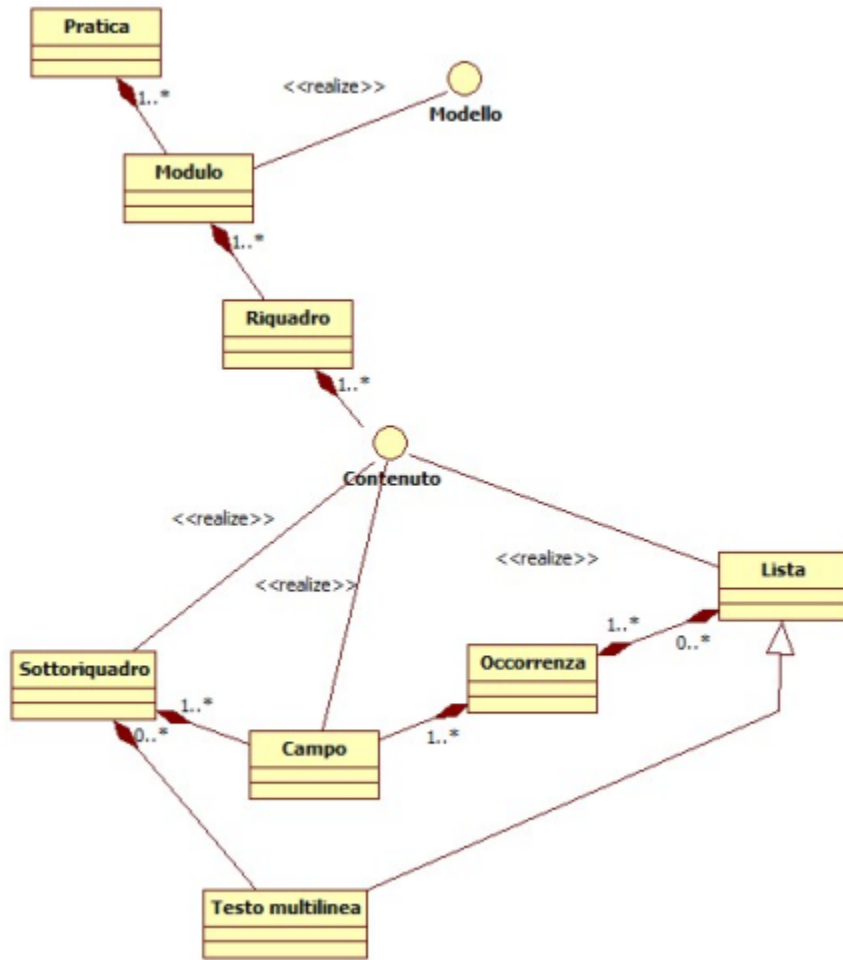 Pratica
1..*
<<realize>>
Modello
Modulo
1..*
Riquadro
1..*
Contenuto
<<realize>>
<<realize>>
<<realize>>
Lista
1..*
0..*
Sottoriquadro
Occorrenza
1..*
0..*
Campo
1..*
Testo multilinea